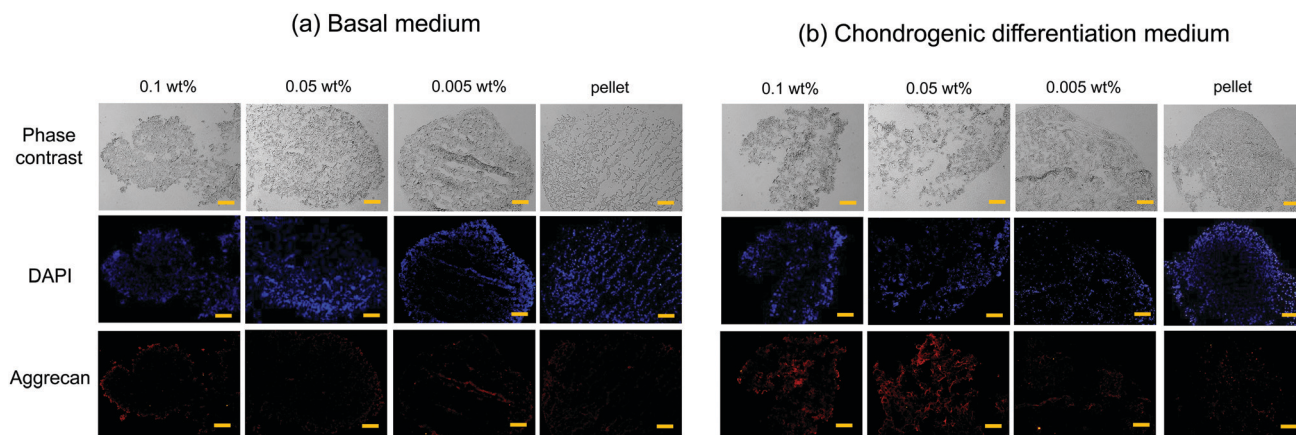 (a) Basal medium
(b) Chondrogenic differentiation medium
0.1 wt%
0.05 wt%
0.005 wt%
pellet
0.1 wt%
0.05 wt%
0.005 wt%
pellet
Phase
contrast
DAPI
Aggrecan